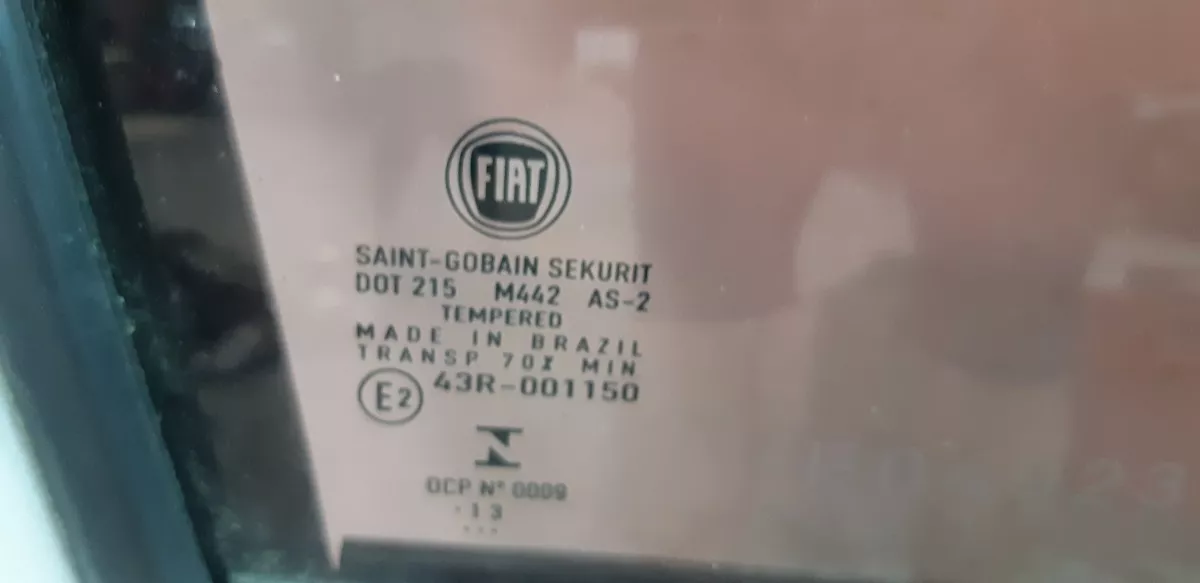 FIAT
SAINT-GOBAIN SEKURIT
DOT 215 M442 AS-2
TEMPERED
MADE IN BRAZIL
TRANSP 70% MIN
E2 43R-001150
OCP Nº 0009
· 13
...